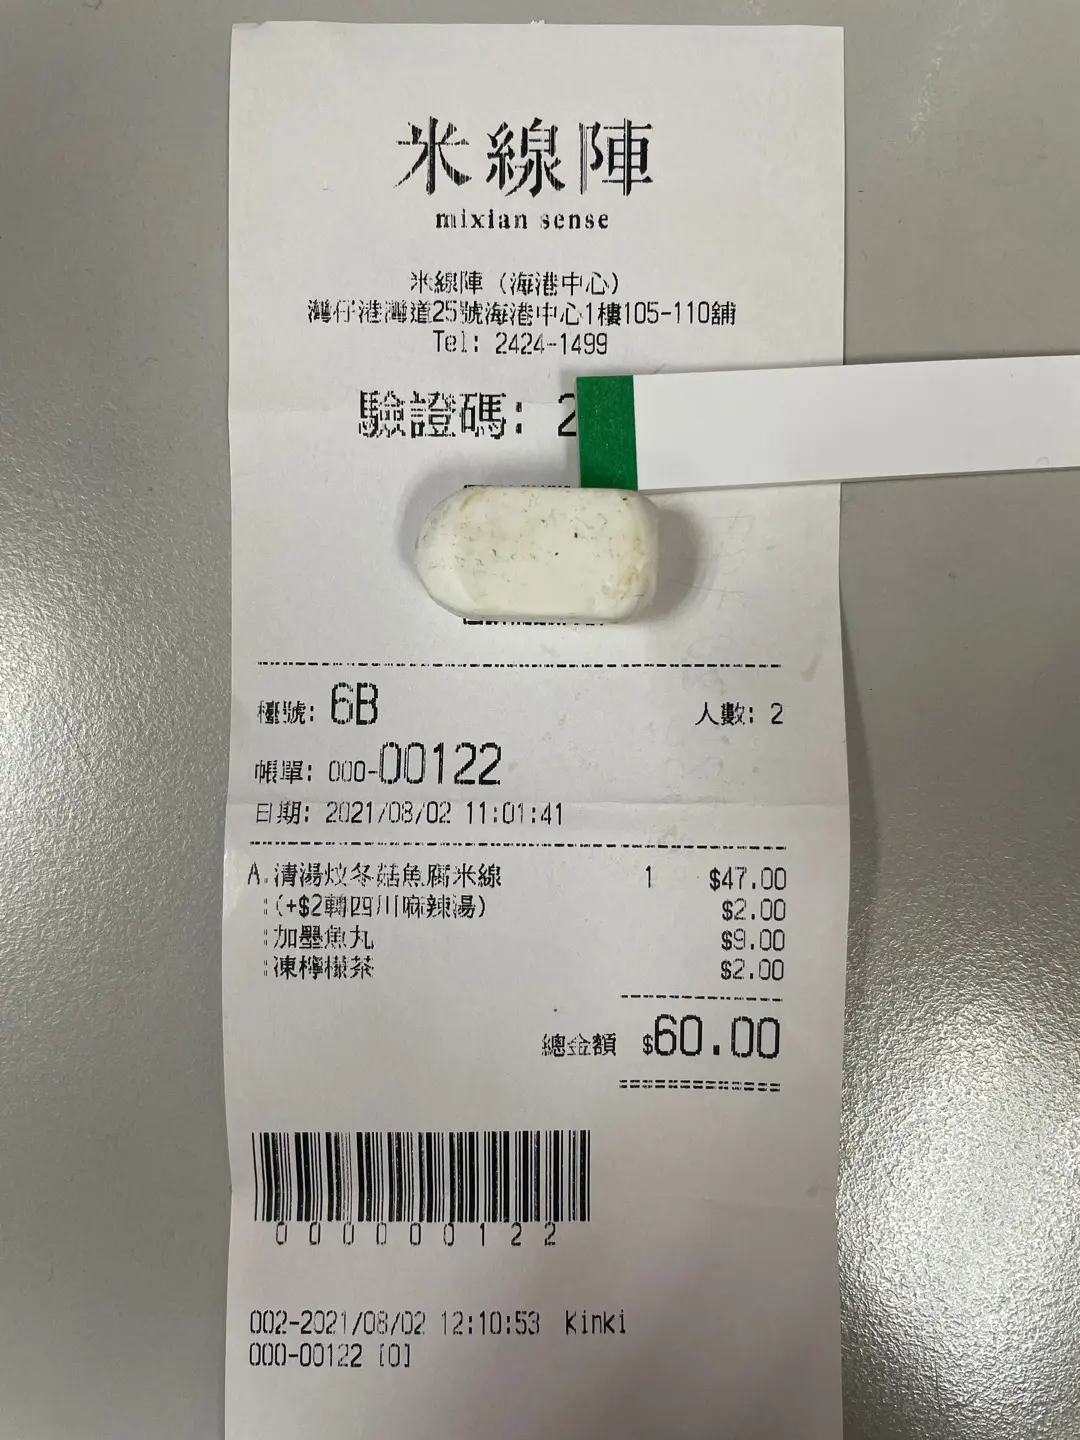 米線陣
mixian sense
米線陣 (海港中心)
灣仔港灣道25號海港中心1樓105-110舖
Tel: 2424-1499
驗證碼: 2
檯號: 6B 人數: 2
帳單: 000-00122
日期: 2021/08/02 11:01:41
A.清湯炆冬菇魚腐米線 1 $47.00
:(+$2轉四川麻辣湯) $2.00
:加墨魚丸 $9.00
:凍檸檬茶 $2.00
總金額 $60.00
000000122
002-2021/08/02 12:10:53 Kinki
000-00122 [0]